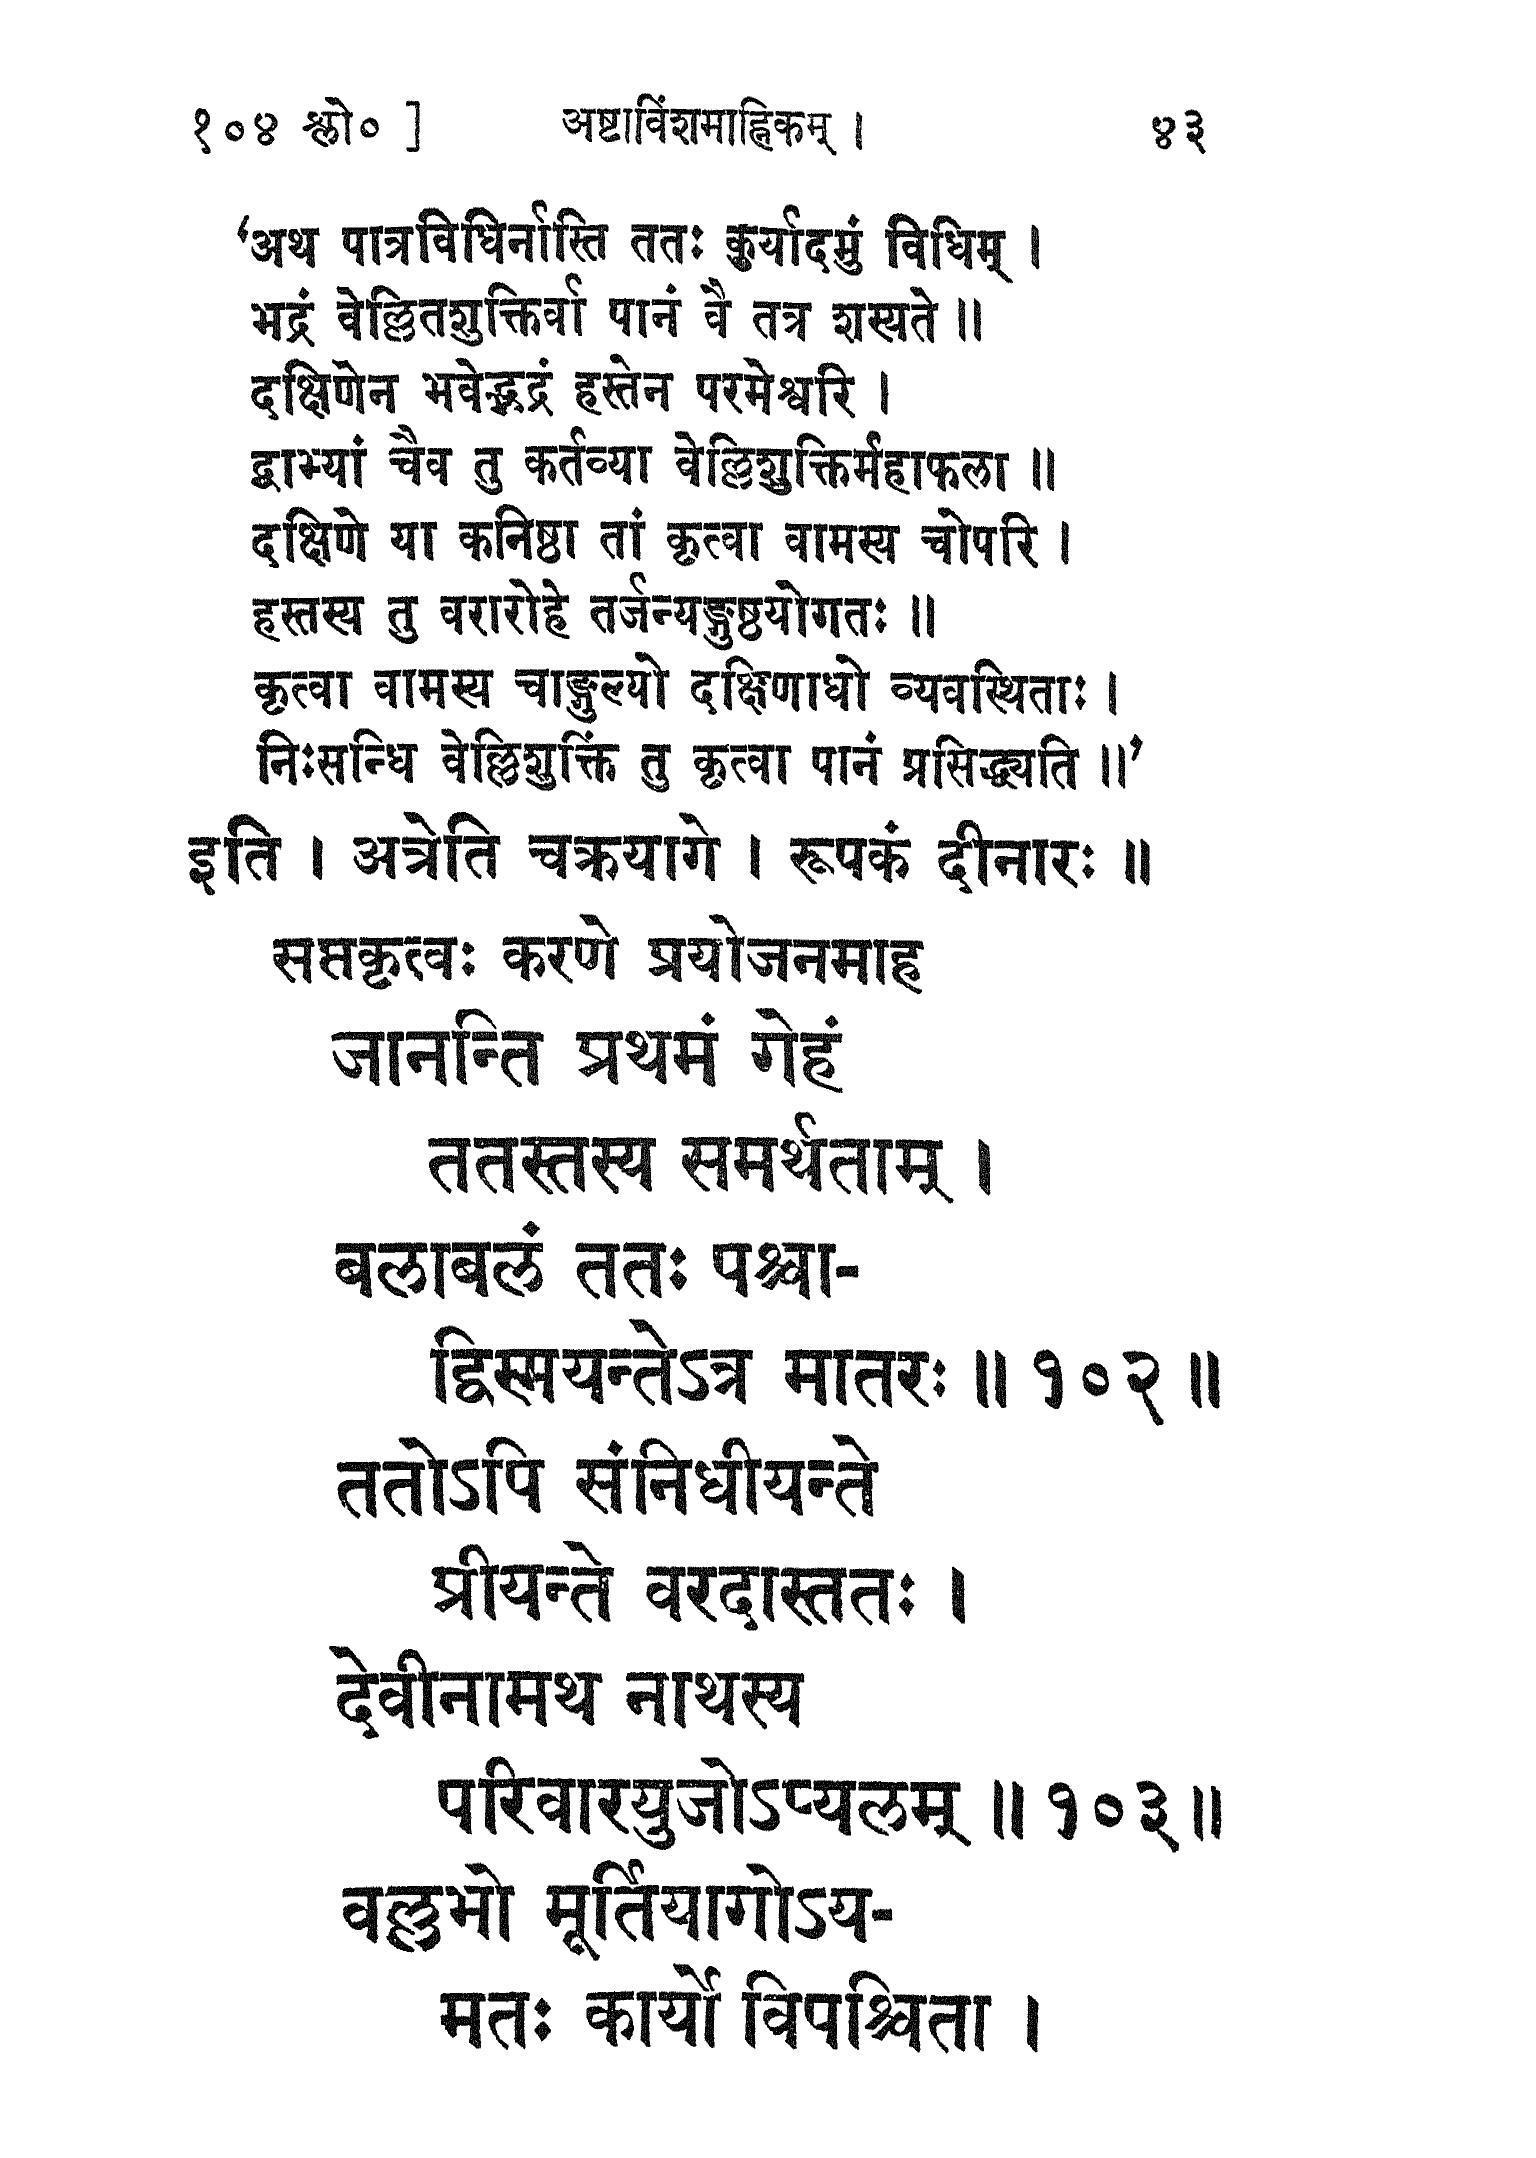 १०४ श्लो० ] अष्टाविंशमाह्निकम् । ४३
‘अथ पात्रविधिर्नास्ति ततः कुर्यादमुं विधिम् ।
भद्रं वेल्लितशुक्तिर्वा पानं वै तत्र शस्यते ॥
दक्षिणेन भवेद्भद्रं हस्तेन परमेश्वरि ।
द्वाभ्यां चैव तु कर्तव्या वेल्लिशुक्तिर्महाफला ॥
दक्षिणे या कनिष्ठा तां कृत्वा वामस्य चोपरि ।
हस्तस्य तु वरारोहे तर्जन्यङ्गुष्ठयोगतः ॥
कृत्वा वामस्य चाङ्गुल्यो दक्षिणाधो व्यवस्थिताः ।
निःसन्धि वेल्लिशुक्तिं तु कृत्वा पानं प्रसिद्ध्यति ॥’
इति । अत्रेति चक्रयागे । रूपकं दीनारः ॥
सप्तकृत्वः करणे प्रयोजनमाह
जानन्ति प्रथमं गेहं
ततस्तस्य समर्थताम् ।
बलाबलं ततः पश्चा-
द्विस्मयन्तेऽत्र मातरः ॥ १०२ ॥
ततोऽपि संनिधीयन्ते
प्रीयन्ते वरदास्ततः ।
देवीनामथ नाथस्य
परिवारयुजोऽप्यलम् ॥ १०३ ॥
वल्लभो मूर्तियागोऽय-
मतः कार्यो विपश्चिता ।